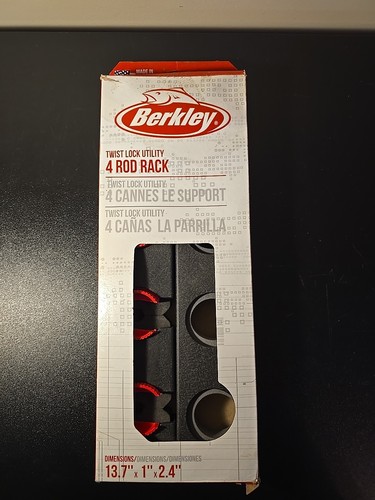 MADE IN
Berkley®
TWIST LOCK UTILITY
4 ROD RACK
TWIST LOCK UTILITY
4 CANNES LE SUPPORT
TWIST LOCK UTILITY
4 CAÑAS LA PARRILLA
DIMENSIONS/DIMENSIONS/DIMENSIONES
13.7" x 1" x 2.4"